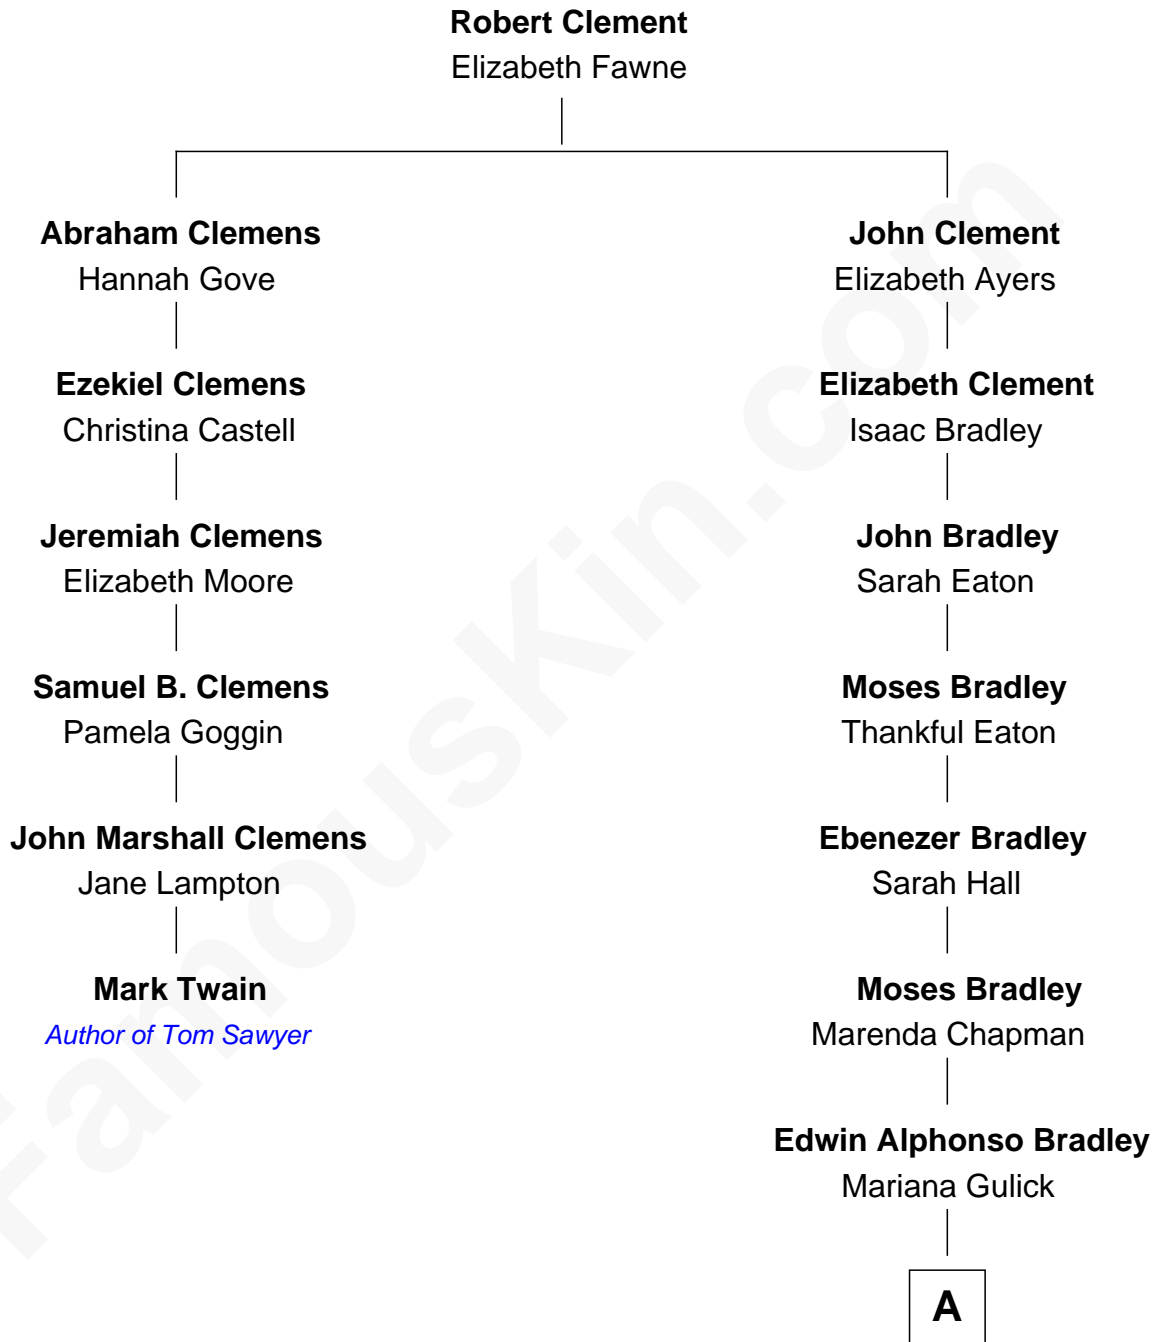 Robert Clement
Elizabeth Fawne
Abraham Clemens
Hannah Gove
Ezekiel Clemens
Christina Castell
Jeremiah Clemens
Elizabeth Moore
Samuel B. Clemens
Pamela Goggin
John Marshall Clemens
Jane Lampton
Mark Twain
Author of Tom Sawyer
John Clement
Elizabeth Ayers
Elizabeth Clement
Isaac Bradley
John Bradley
Sarah Eaton
Moses Bradley
Thankful Eaton
Ebenezer Bradley
Sarah Hall
Moses Bradley
Marenda Chapman
Edwin Alphonso Bradley
Mariana Gulick
A
FamousKin.com